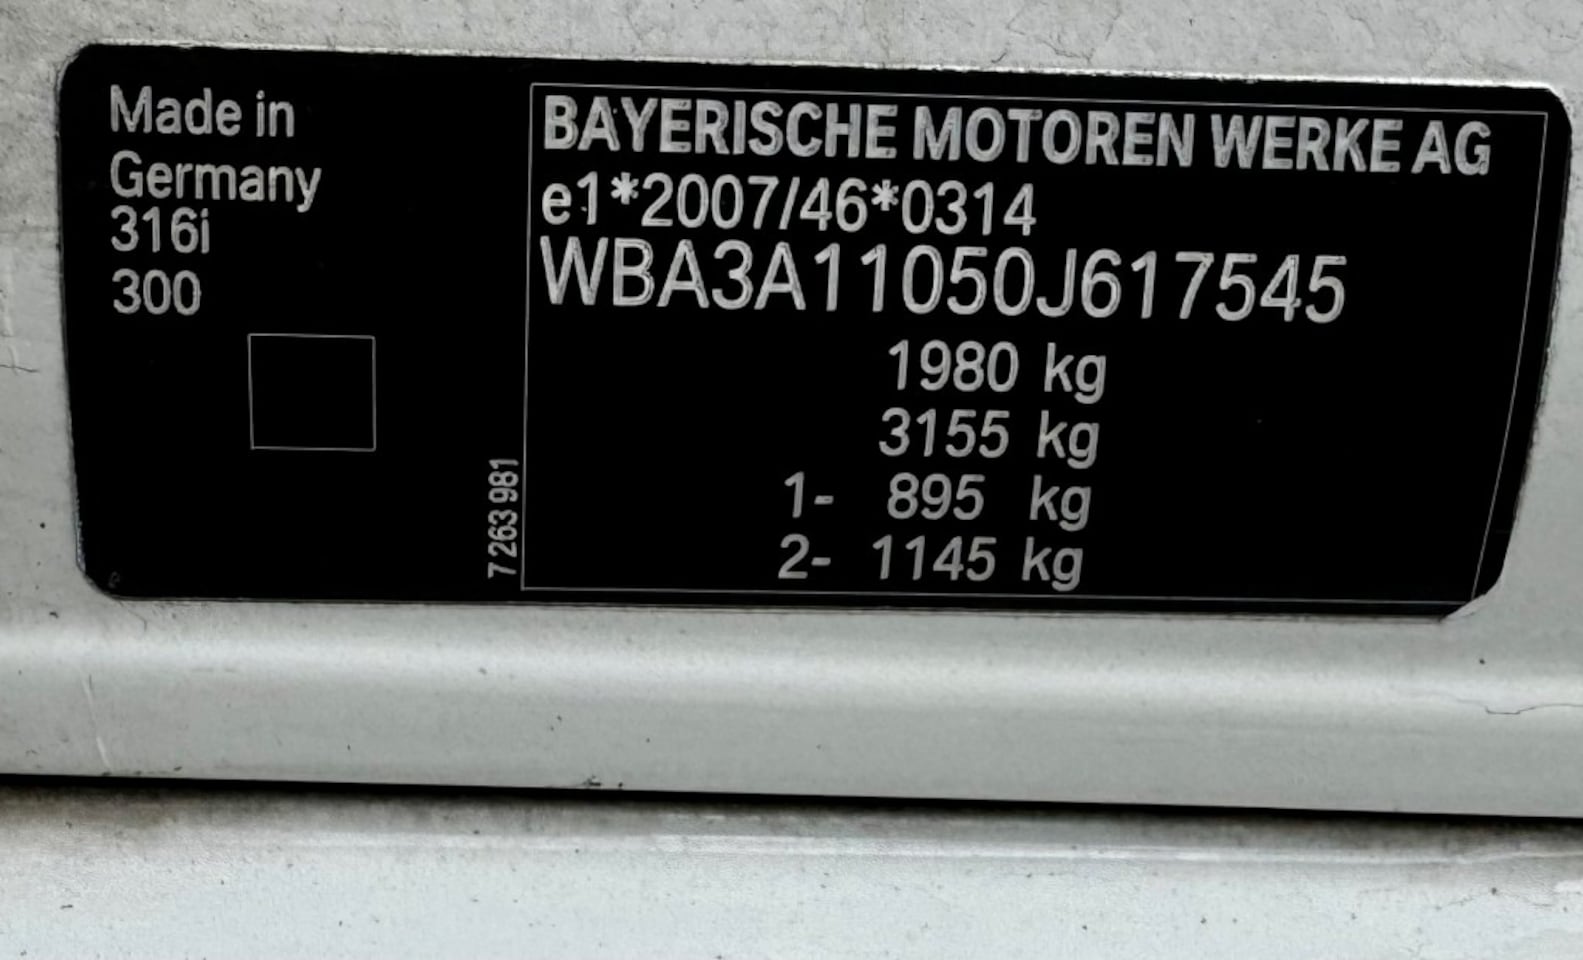 Made in
Germany
316i
300
7 263 981
BAYERISCHE MOTOREN WERKE AG
e1*2007/46*0314
WBA3A11050J617545
1980 kg
3155 kg
1- 895 kg
2- 1145 kg